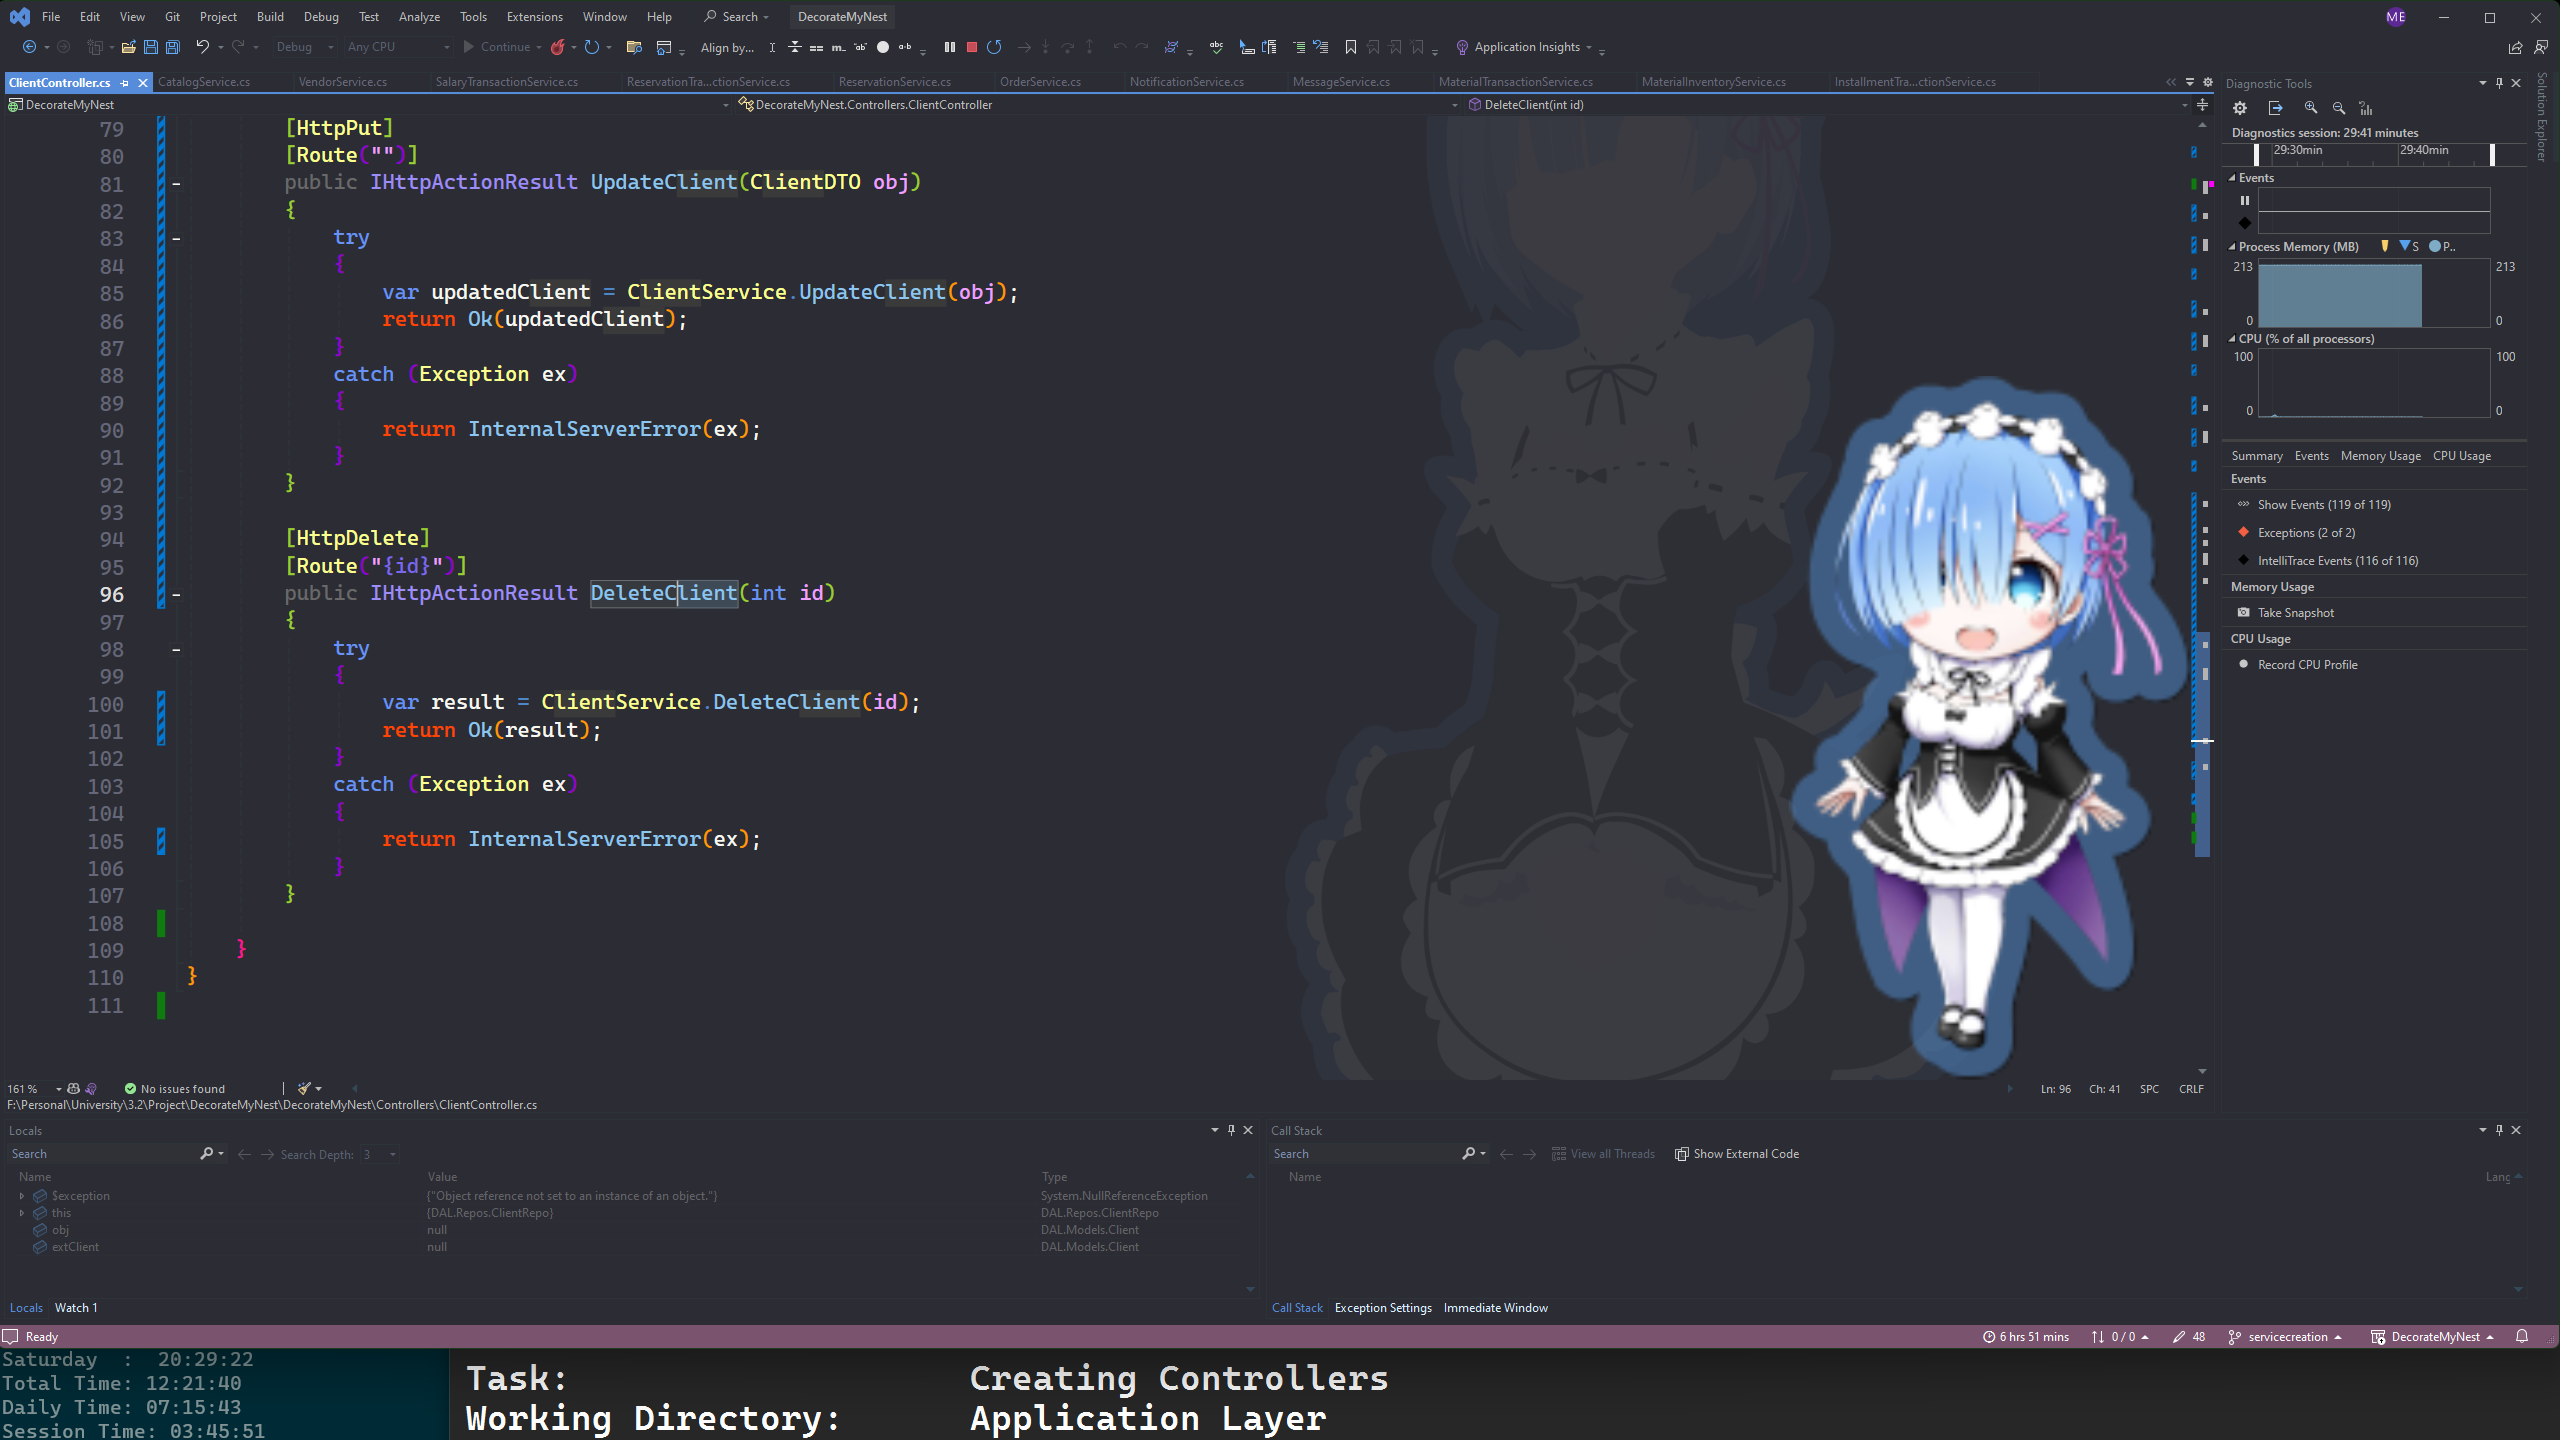 File Edit View Git Project Build Debug Test Analyze Tools Extensions Window Help Search DecorateMyNest ME
Debug Any CPU Continue Align by... Application Insights
ClientController.cs CatalogService.cs VendorService.cs SalaryTransactionService.cs ReservationTra...ctionService.cs ReservationService.cs OrderService.cs NotificationService.cs MessageService.cs MaterialTransactionService.cs MaterialInventoryService.cs InstallmentTra...ctionService.cs
DecorateMyNest DecorateMyNest.Controllers.ClientController DeleteClient(int id)
79 [HttpPut]
80 [Route("")]
81 public IHttpActionResult UpdateClient(ClientDTO obj)
82 {
83 try
84 {
85 var updatedClient = ClientService.UpdateClient(obj);
86 return Ok(updatedClient);
87 }
88 catch (Exception ex)
89 {
90 return InternalServerError(ex);
91 }
92 }
93
94 [HttpDelete]
95 [Route("{id}")]
96 public IHttpActionResult DeleteClient(int id)
97 {
98 try
99 {
100 var result = ClientService.DeleteClient(id);
101 return Ok(result);
102 }
103 catch (Exception ex)
104 {
105 return InternalServerError(ex);
106 }
107 }
108
109 }
110 }
111
161 % No issues found Ln: 96 Ch: 41 SPC CRLF
F:\Personal\University\3.2\Project\DecorateMyNest\DecorateMyNest\Controllers\ClientController.cs
Diagnostic Tools
Solution Explorer
Diagnostics session: 29:41 minutes
29:30min 29:40min
Events
Process Memory (MB) S P..
213 213
0 0
CPU (% of all processors)
100 100
0 0
Summary Events Memory Usage CPU Usage
Events
Show Events (119 of 119)
Exceptions (2 of 2)
IntelliTrace Events (116 of 116)
Memory Usage
Take Snapshot
CPU Usage
Record CPU Profile
Locals
Search Search Depth: 3
Name Value Type
$exception {"Object reference not set to an instance of an object."} System.NullReferenceException
this {DAL.Repos.ClientRepo} DAL.Repos.ClientRepo
obj null DAL.Models.Client
extClient null DAL.Models.Client
Locals Watch 1
Call Stack
Search View all Threads Show External Code
Name Lang
Call Stack Exception Settings Immediate Window
Ready 6 hrs 51 mins 0 / 0 48 servicecreation DecorateMyNest
Saturday : 20:29:22
Total Time: 12:21:40
Daily Time: 07:15:43
Session Time: 03:45:51
Task: Creating Controllers
Working Directory: Application Layer